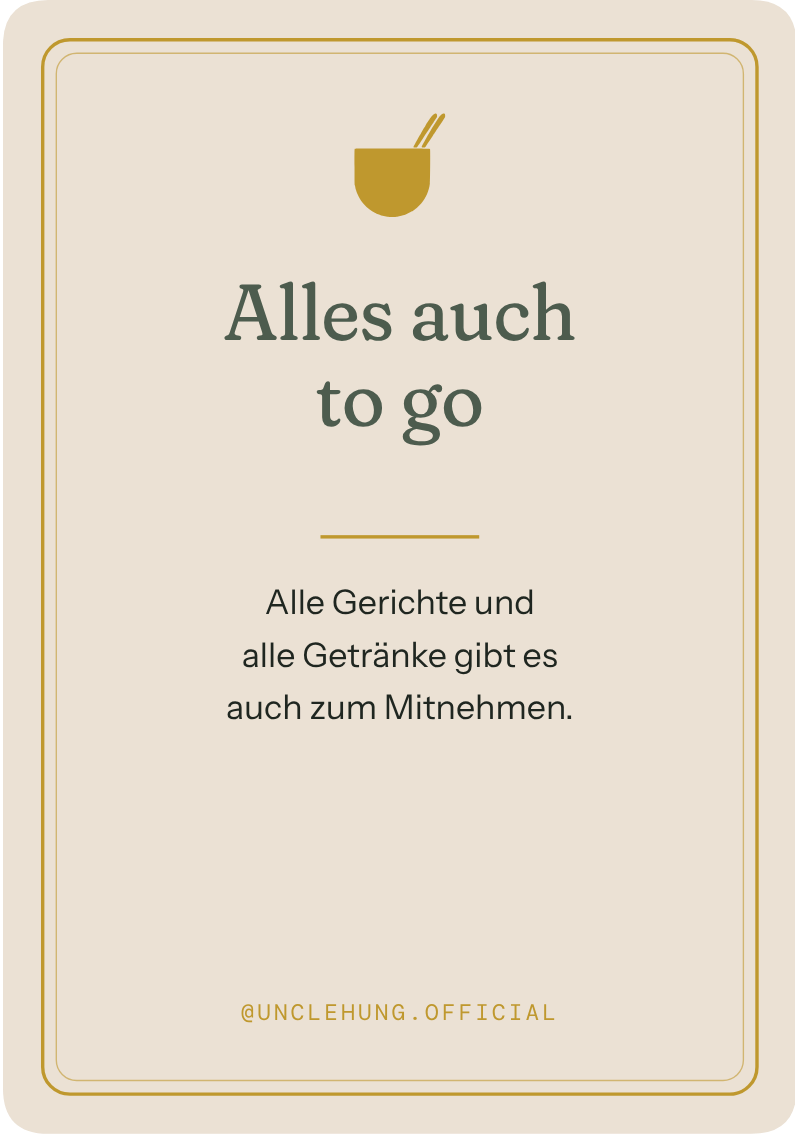 Alles auch
to go
Alle Gerichte und
alle Getränke gibt es
auch zum Mitnehmen.
@UNCLEHUNG.OFFICIAL